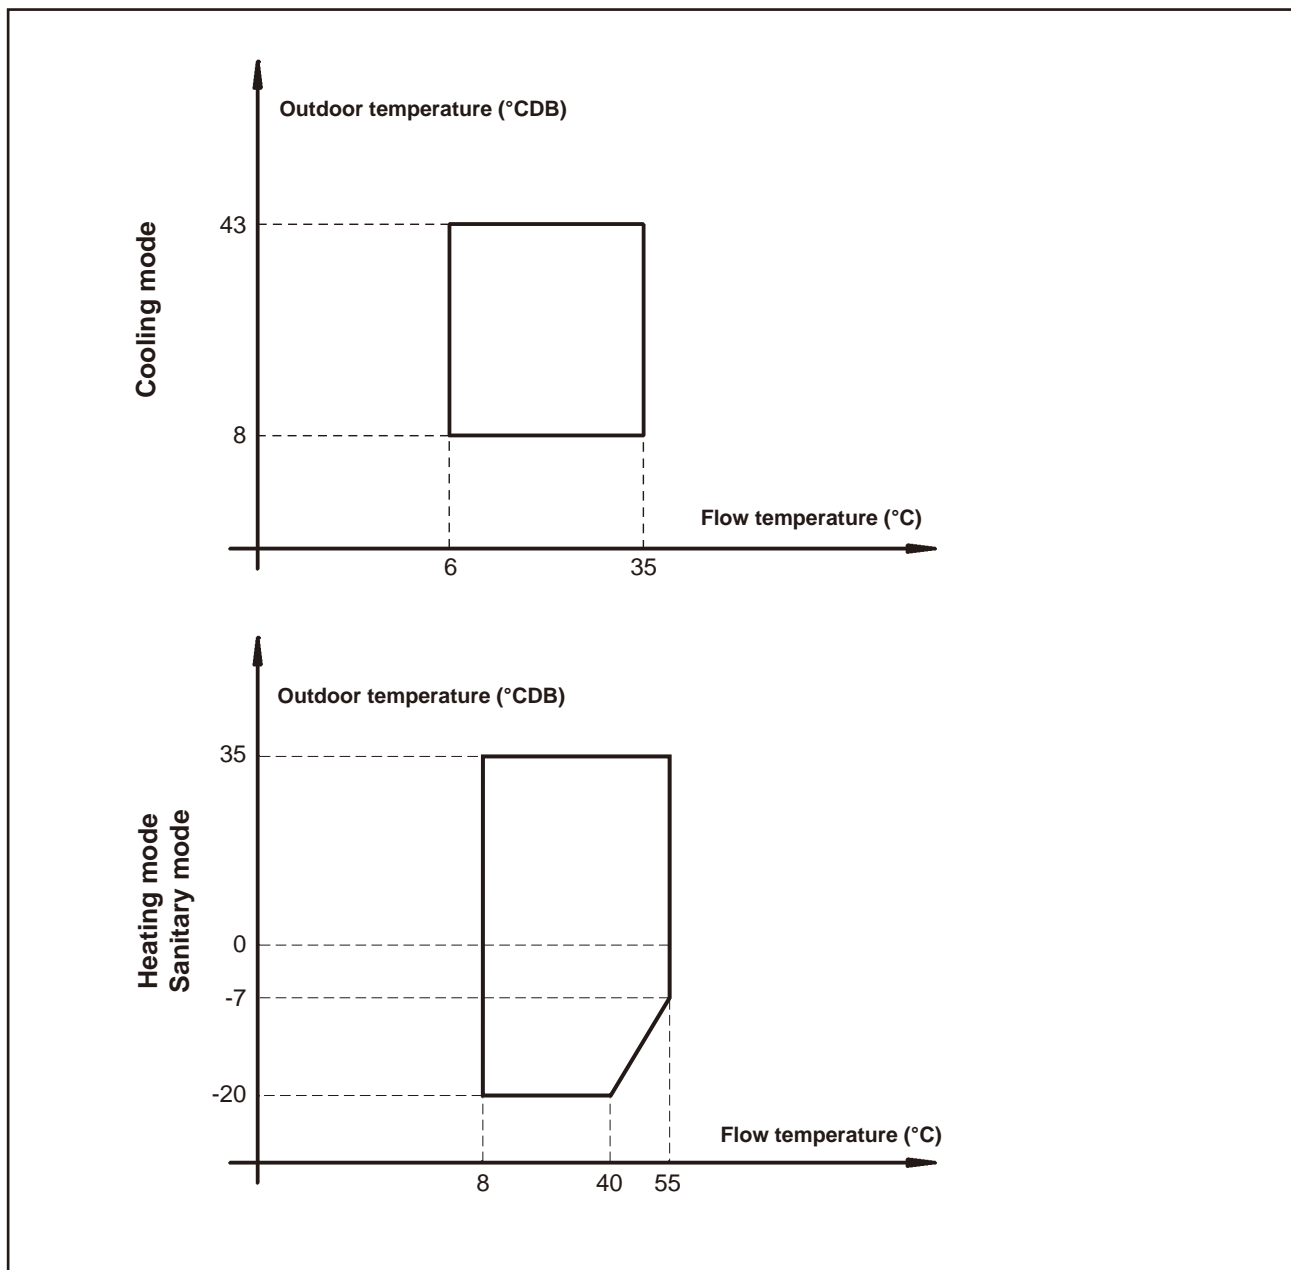 Outdoor temperature (°CDB)
Cooling mode
43
8
Flow temperature (°C)
6
35
Outdoor temperature (°CDB)
Heating mode
Sanitary mode
35
0
-7
-20
Flow temperature (°C)
8
40
55